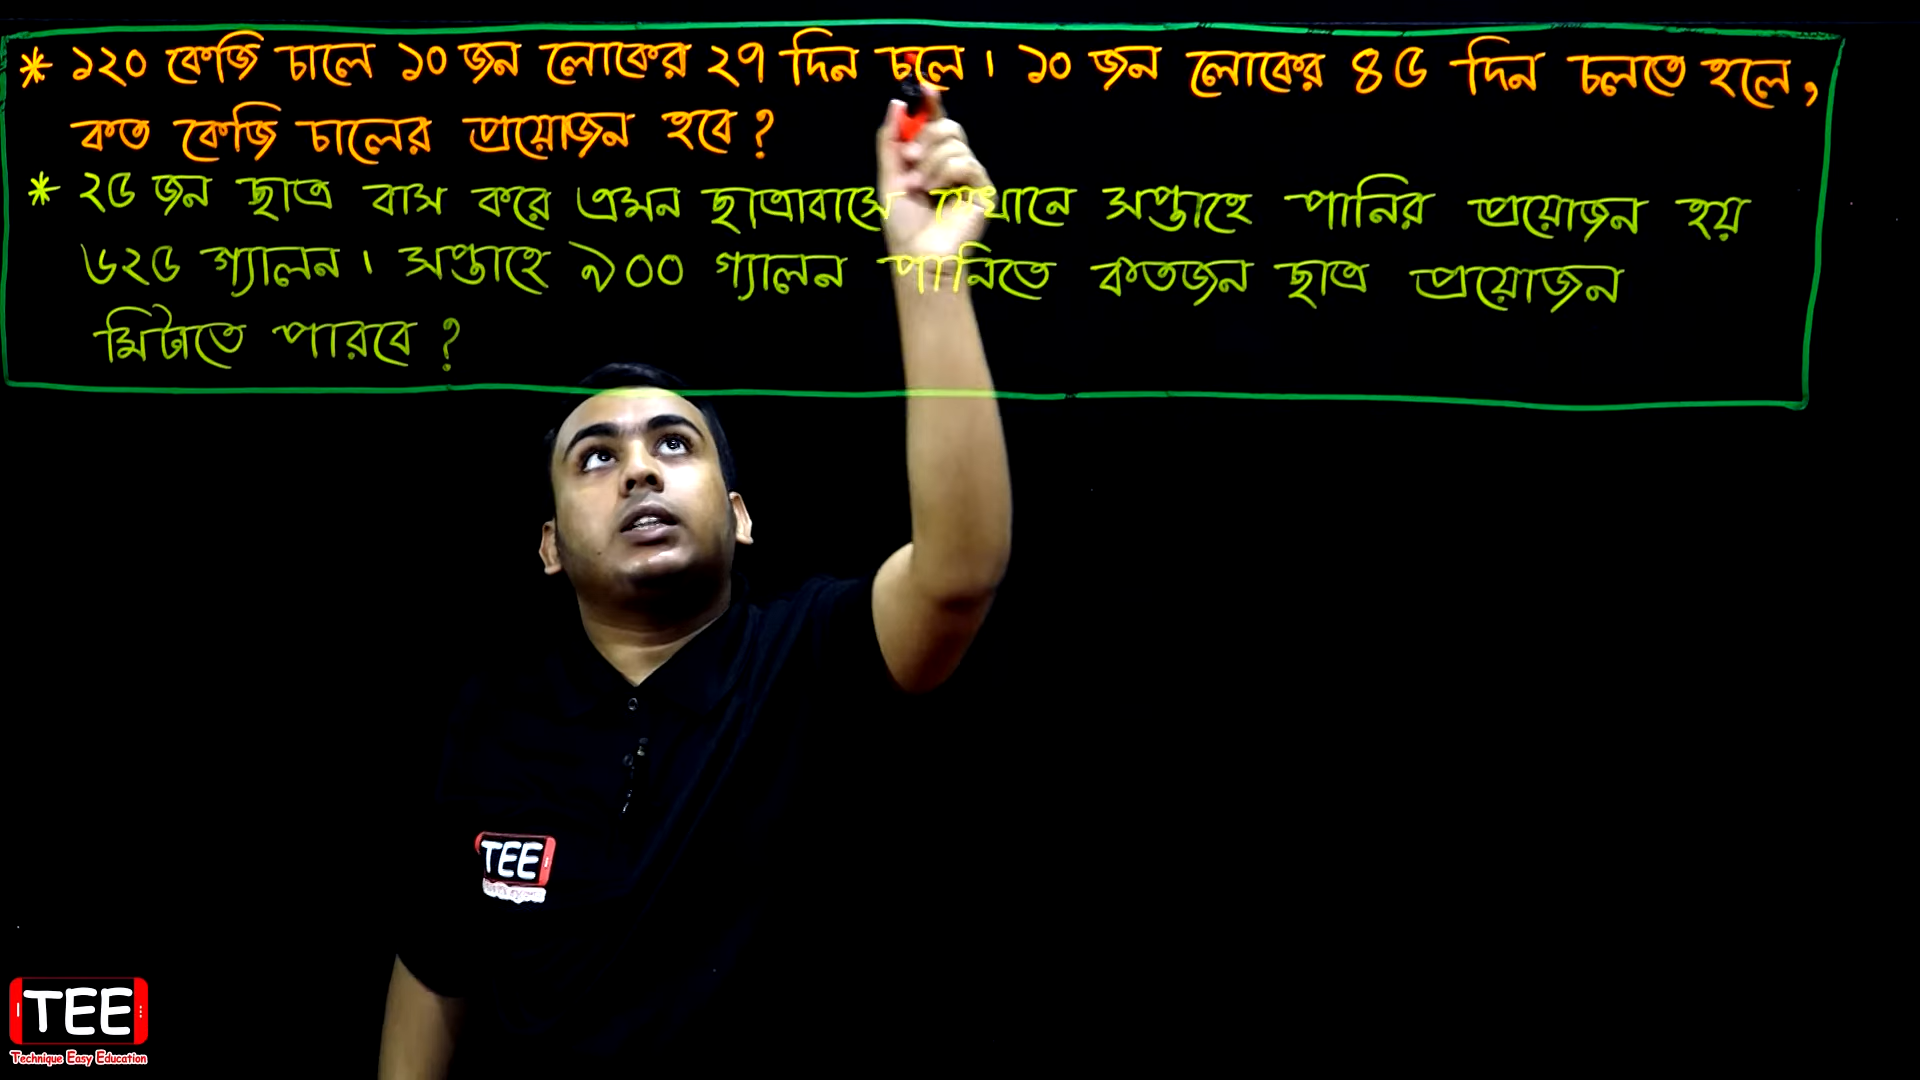 * ১২০ কেজি চালে ১০ জন লোকের ২৭ দিন চলে। ১০ জন লোকের ৪৫ দিন চলতে হলে,
কত কেজি চালের প্রয়োজন হবে?
* ২৫ জন ছাত্র বাস করে এমন ছাত্রাবাসে যেখানে সপ্তাহে পানির প্রয়োজন হয়
৬২৫ গ্যালন। সপ্তাহে ৯০০ গ্যালন পানিতে কতজন ছাত্র প্রয়োজন
মিটাতে পারবে?
TEE
TEE
Technique Easy Education